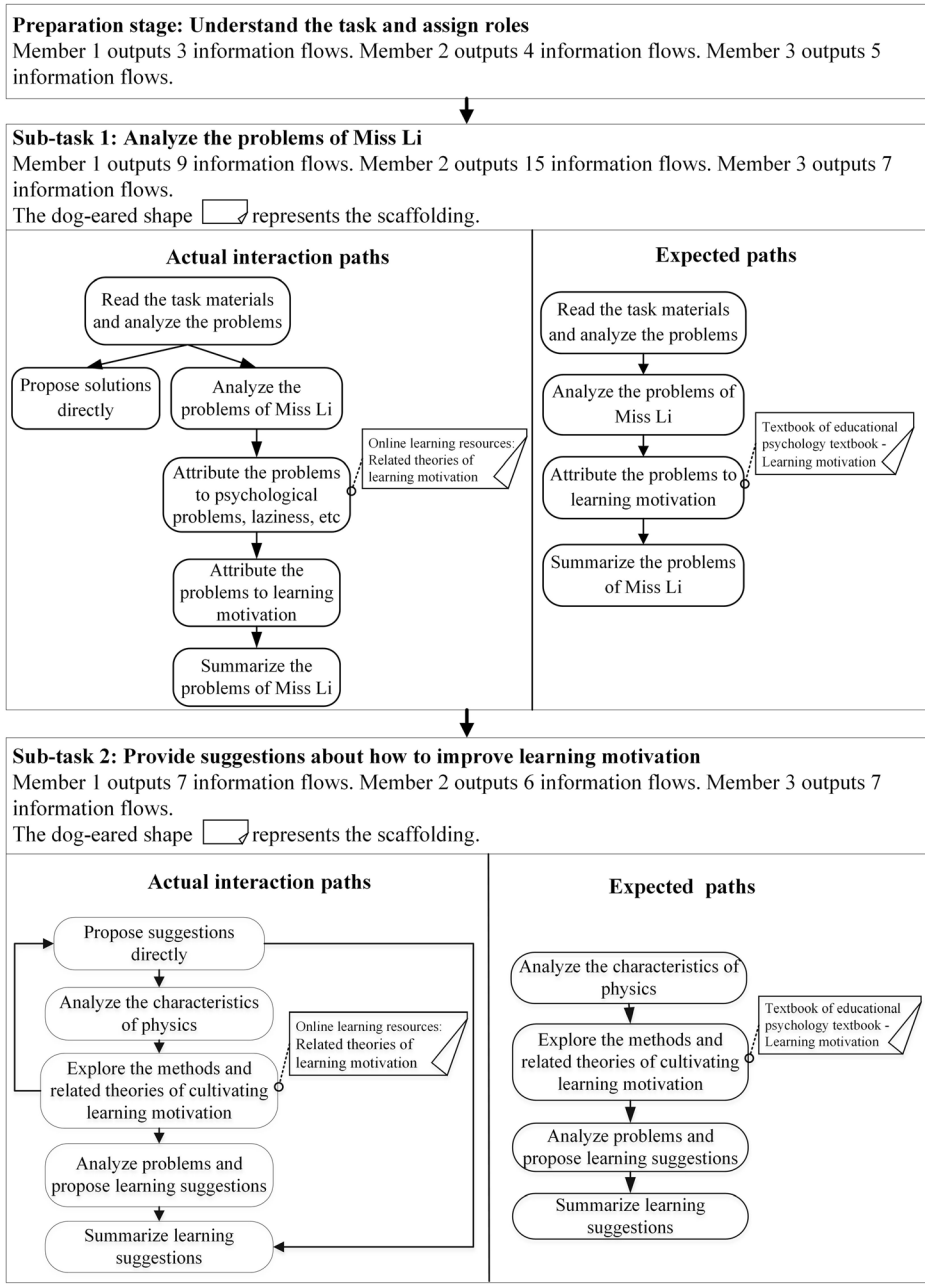 Preparation stage: Understand the task and assign roles
Member 1 outputs 3 information flows. Member 2 outputs 4 information flows. Member 3 outputs 5
information flows.
Sub-task 1: Analyze the problems of Miss Li
Member 1 outputs 9 information flows. Member 2 outputs 15 information flows. Member 3 outputs 7
information flows.
The dog-eared shape represents the scaffolding.
Actual interaction paths
Read the task materials
and analyze the problems
Propose solutions
directly
Analyze the
problems of Miss Li
Attribute the problems
to psychological
problems, laziness, etc
Online learning resources:
Related theories of
learning motivation
Attribute the
problems to learning
motivation
Summarize the
problems of Miss Li
Expected paths
Read the task materials
and analyze the problems
Analyze the problems of
Miss Li
Attribute the problems to
learning motivation
Textbook of educational
psychology textbook -
Learning motivation
Summarize the problems
of Miss Li
Sub-task 2: Provide suggestions about how to improve learning motivation
Member 1 outputs 7 information flows. Member 2 outputs 6 information flows. Member 3 outputs 7
information flows.
The dog-eared shape represents the scaffolding.
Actual interaction paths
Propose suggestions
directly
Analyze the characteristics
of physics
Explore the methods and
related theories of cultivating
learning motivation
Online learning resources:
Related theories of
learning motivation
Analyze problems and
propose learning suggestions
Summarize learning
suggestions
Expected paths
Analyze the characteristics of
physics
Explore the methods and
related theories of cultivating
learning motivation
Textbook of educational
psychology textbook -
Learning motivation
Analyze problems and
propose learning suggestions
Summarize learning
suggestions